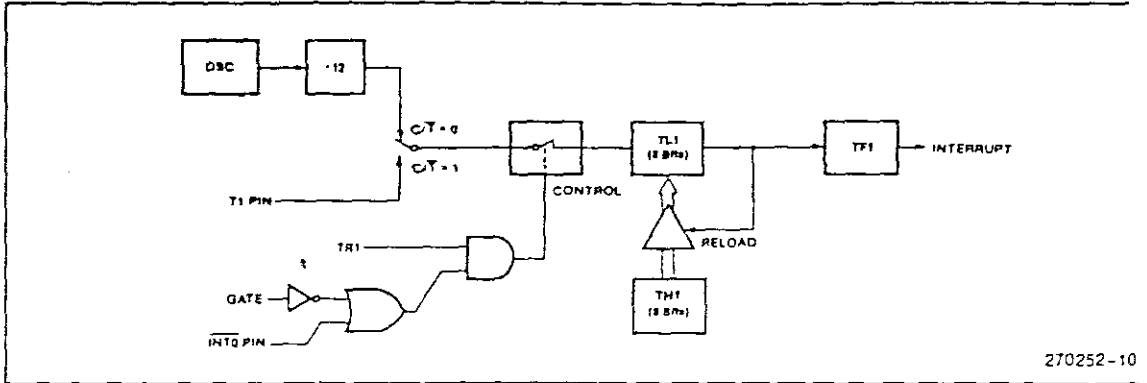 OSC
÷12
C/T̅ = 0
C/T̅ = 1
T1 PIN
CONTROL
TL1
(8 Bits)
TF1
INTERRUPT
RELOAD
TR1
GATE
I̅N̅T̅0̅ PIN
TH1
(8 Bits)
270252-10